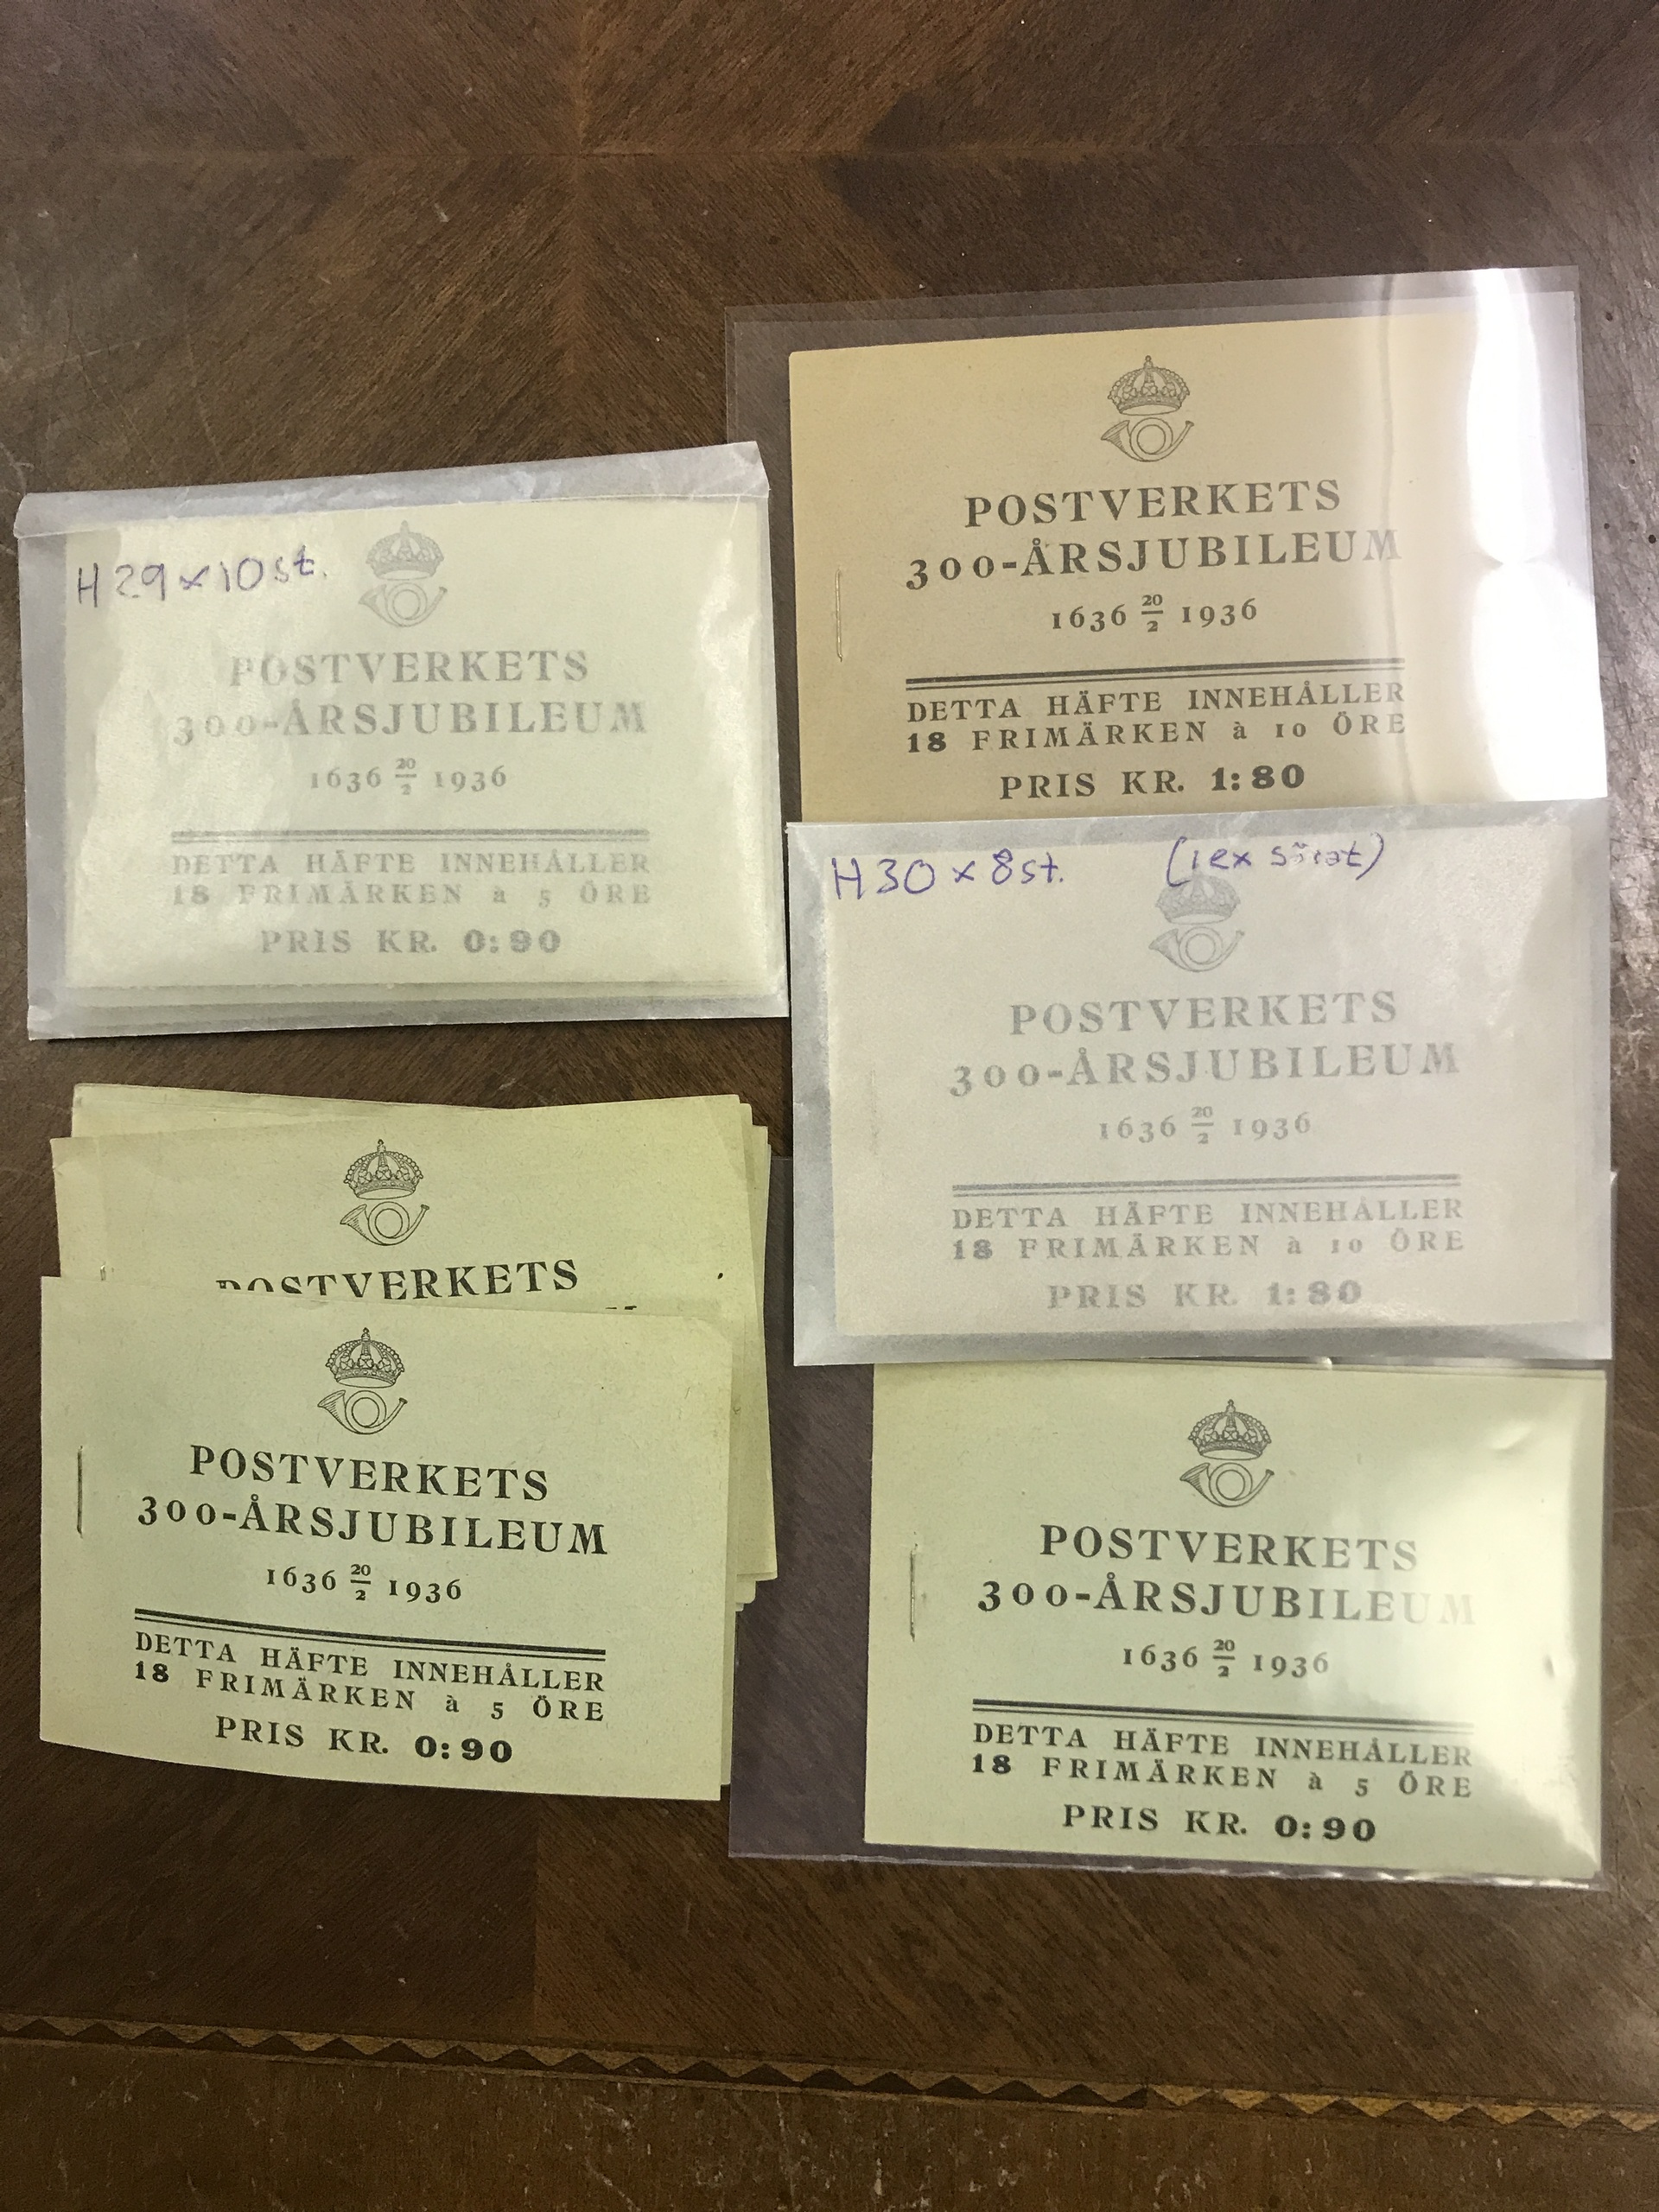 H 29 x 10 st.
POSTVERKETS
300-ÅRSJUBILEUM
1636 20/2 1936
DETTA HÄFTE INNEHÅLLER
18 FRIMÄRKEN à 5 ÖRE
PRIS KR. 0:90
POSTVERKETS
300-ÅRSJUBILEUM
1636 20/2 1936
DETTA HÄFTE INNEHÅLLER
18 FRIMÄRKEN à 10 ÖRE
PRIS KR. 1:80
H 30 x 8 st. (1 ex
POSTVERKETS
300-ÅRSJUBILEUM
1636 20/2 1936
DETTA HÄFTE INNEHÅLLER
18 FRIMÄRKEN à 10 ÖRE
PRIS KR. 1:80
POSTVERKETS
POSTVERKETS
300-ÅRSJUBILEUM
1636 20/2 1936
DETTA HÄFTE INNEHÅLLER
18 FRIMÄRKEN à 5 ÖRE
PRIS KR. 0:90
POSTVERKETS
300-ÅRSJUBILEUM
1636 20/2 1936
DETTA HÄFTE INNEHÅLLER
18 FRIMÄRKEN à 5 ÖRE
PRIS KR. 0:90